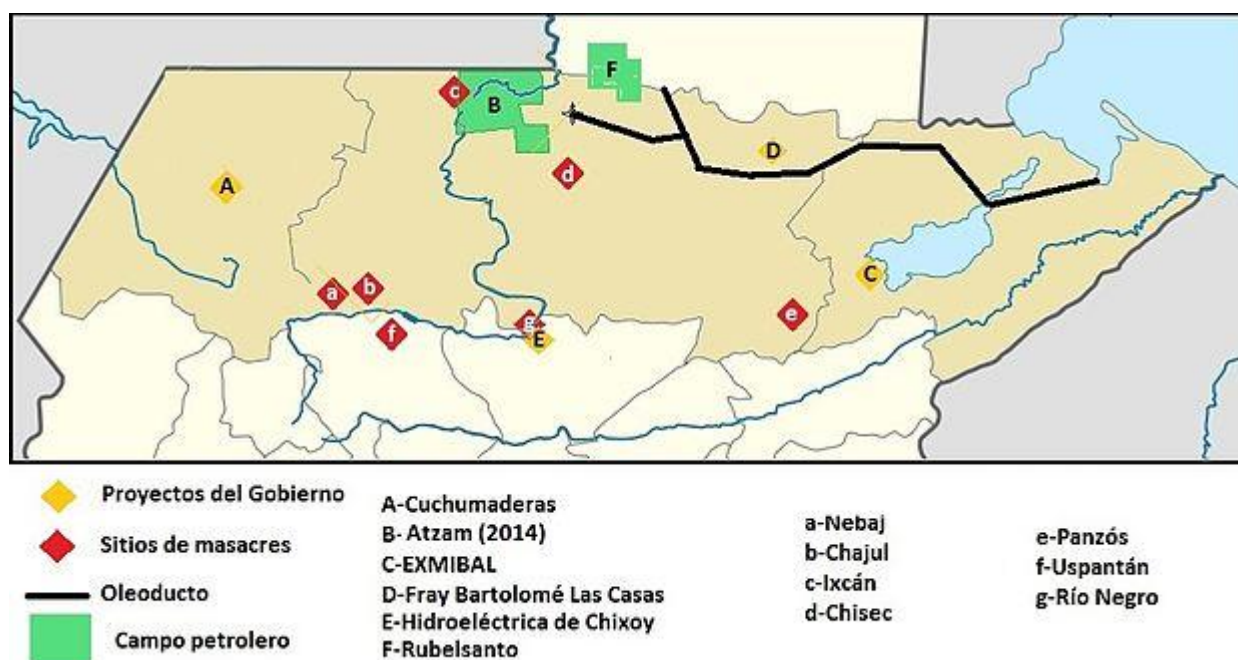 c
B
F
A
d
D
a
b
C
f
g
E
e
Proyectos del Gobierno
Sitios de masacres
Oleoducto
Campo petrolero
A-Cuchumaderas
B- Atzam (2014)
C-EXMIBAL
D-Fray Bartolomé Las Casas
E-Hidroeléctrica de Chixoy
F-Rubelsanto
a-Nebaj
b-Chajul
c-Ixcán
d-Chisec
e-Panzós
f-Uspantán
g-Río Negro